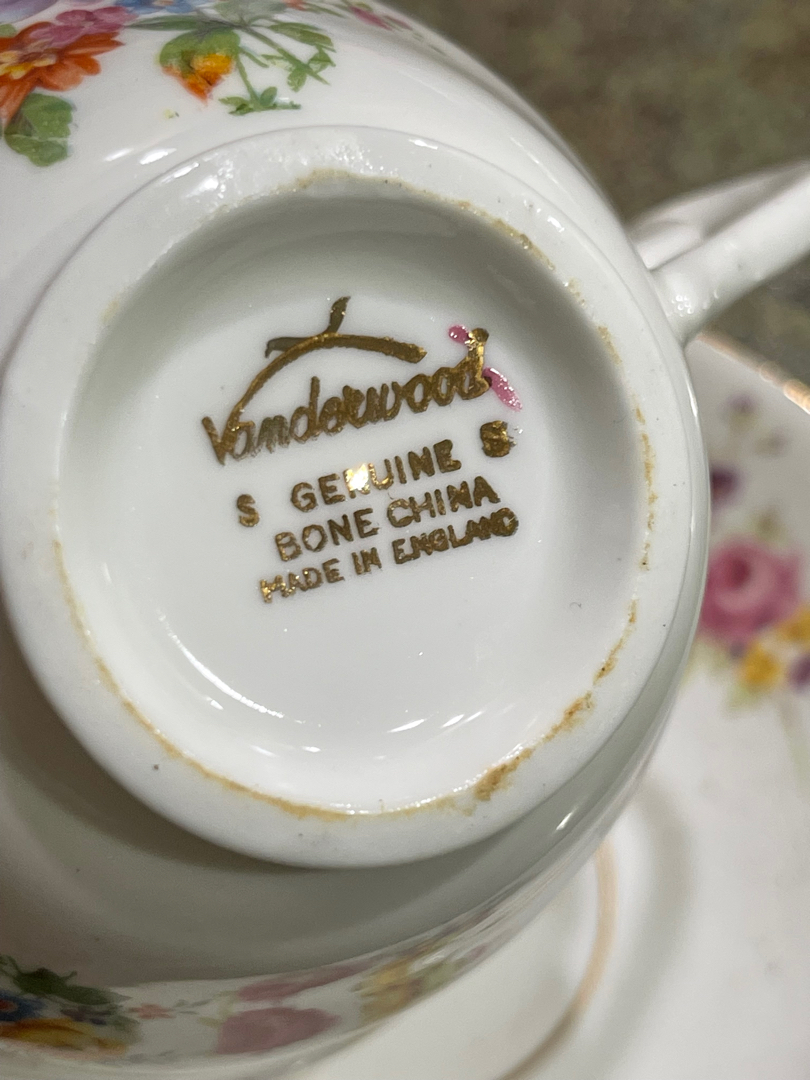 Vanderwood
S GENUINE S
BONE CHINA
MADE IN ENGLAND